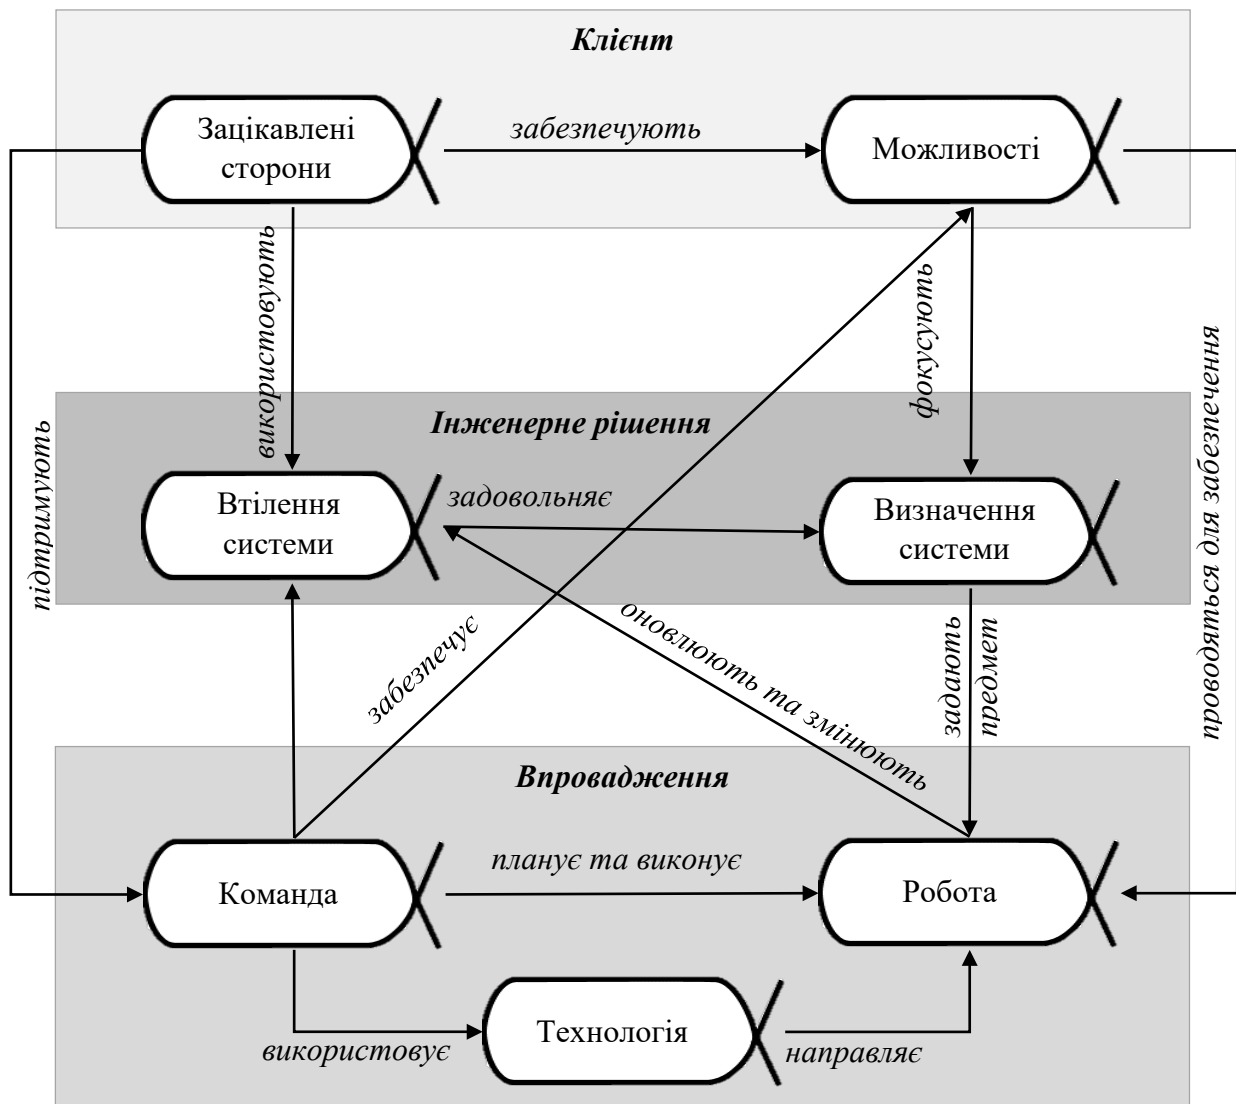 Клієнт
Зацікавлені
сторони
забезпечують
Можливості
використовують
фокусують
підтримують
проводяться для забезпечення
Інженерне рішення
Втілення
системи
задовольняє
Визначення
системи
забезпечує
оновлюють та змінюють
задають
предмет
Впровадження
Команда
планує та виконує
Робота
використовує
Технологія
направляє